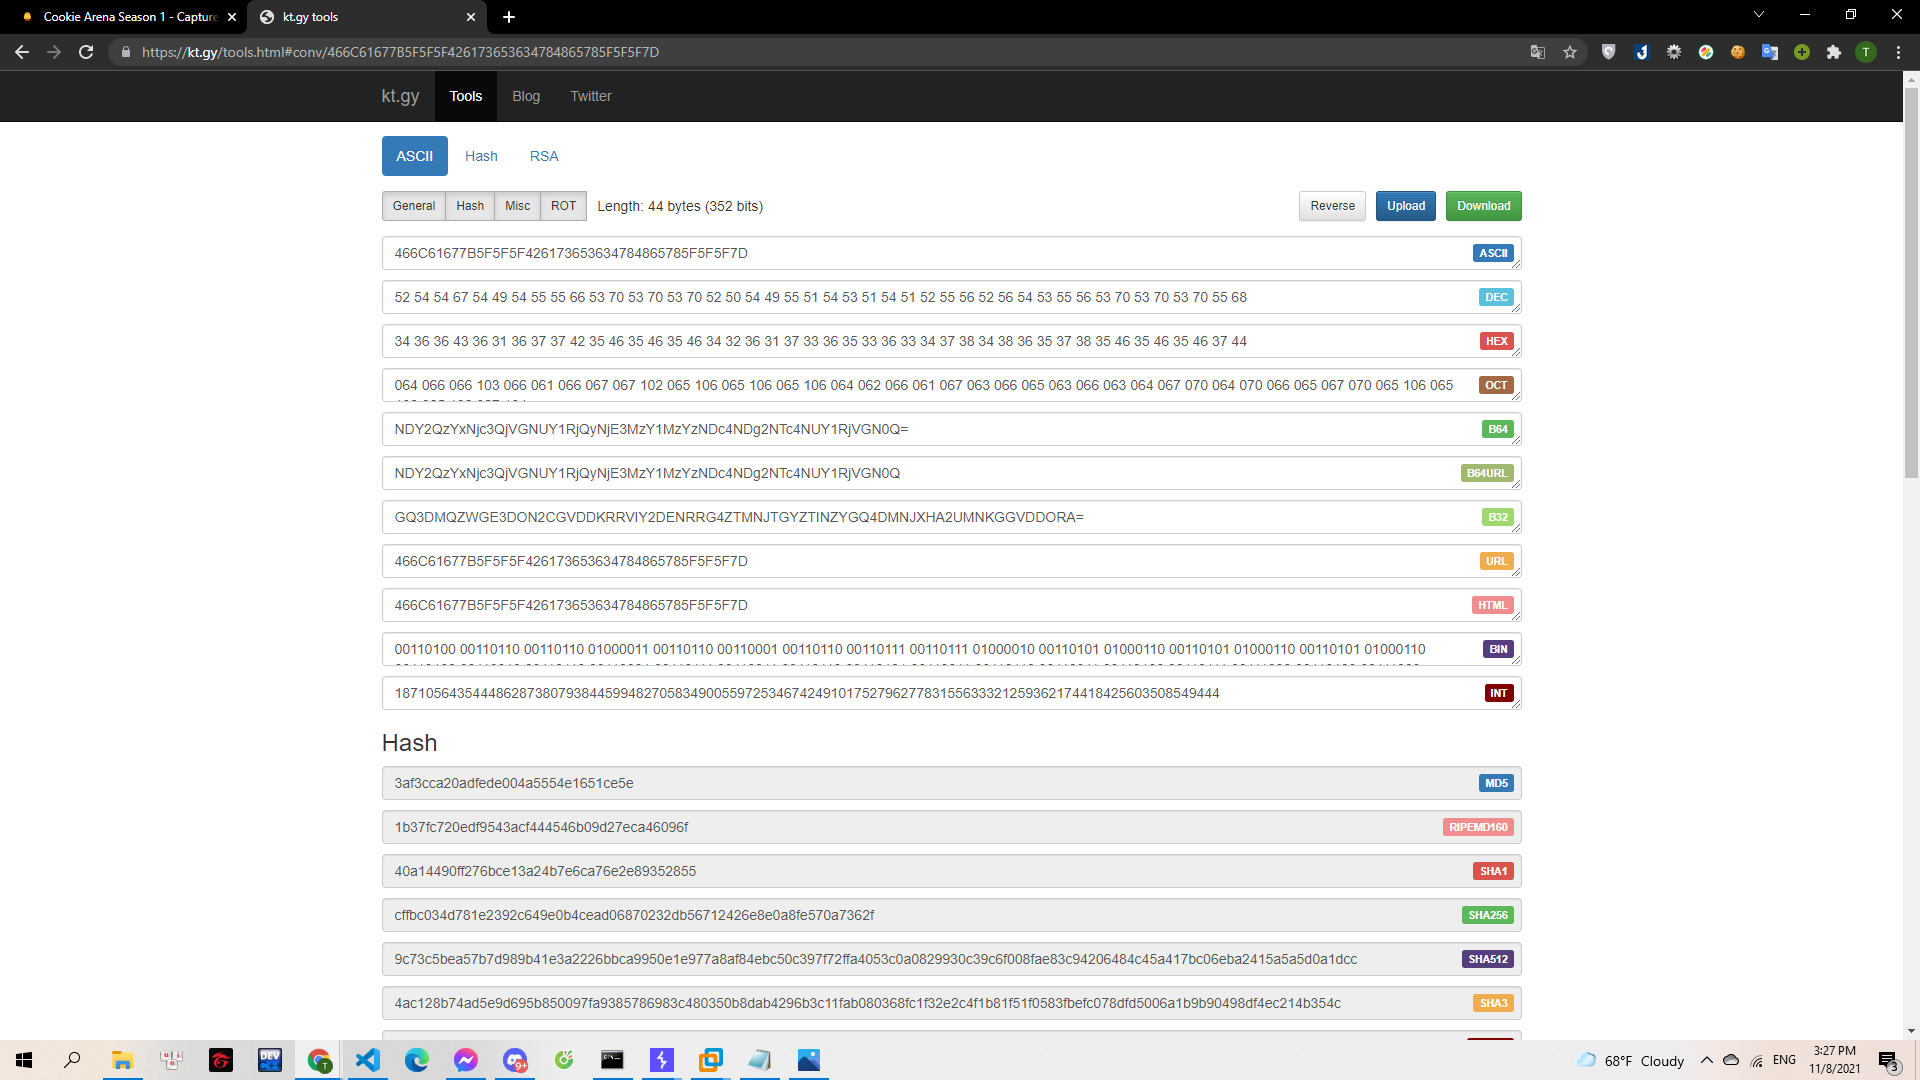 Cookie Arena Season 1 - Capture
kt.gy tools
https://kt.gy/tools.html#conv/466C61677B5F5F5F426173653634784865785F5F5F7D
T
kt.gy Tools Blog Twitter
ASCII Hash RSA
General Hash Misc ROT Length: 44 bytes (352 bits) Reverse Upload Download
466C61677B5F5F5F426173653634784865785F5F5F7D ASCII
52 54 54 67 54 49 54 55 55 66 53 70 53 70 53 70 52 50 54 49 55 51 54 53 51 54 51 52 55 56 52 56 54 53 55 56 53 70 53 70 53 70 55 68 DEC
34 36 36 43 36 31 36 37 37 42 35 46 35 46 35 46 34 32 36 31 37 33 36 35 33 36 33 34 37 38 34 38 36 35 37 38 35 46 35 46 35 46 37 44 HEX
064 066 066 103 066 061 066 067 067 102 065 106 065 106 065 106 064 062 066 061 067 063 066 065 063 066 063 064 067 070 064 070 066 065 067 070 065 106 065 OCT
NDY2QzYxNjc3QjVGNUY1RjQyNjE3MzY1MzYzNDc4NDg2NTc4NUY1RjVGN0Q= B64
NDY2QzYxNjc3QjVGNUY1RjQyNjE3MzY1MzYzNDc4NDg2NTc4NUY1RjVGN0Q B64URL
GQ3DMQZWGE3DON2CGVDDKRRVIY2DENRRG4ZTMNJTGYZTINZYGQ4DMNJXHA2UMNKGGVDDORA= B32
466C61677B5F5F5F426173653634784865785F5F5F7D URL
466C61677B5F5F5F426173653634784865785F5F5F7D HTML
00110100 00110110 00110110 01000011 00110110 00110001 00110110 00110111 00110111 01000010 00110101 01000110 00110101 01000110 00110101 01000110 BIN
1871056435444862873807938445994827058349005597253467424910175279627783155633321259362174418425603508549444 INT
Hash
3af3cca20adfede004a5554e1651ce5e MD5
1b37fc720edf9543acf444546b09d27eca46096f RIPEMD160
40a14490ff276bce13a24b7e6ca76e2e89352855 SHA1
cffbc034d781e2392c649e0b4cead06870232db56712426e8e0a8fe570a7362f SHA256
9c73c5bea57b7d989b41e3a2226bbca9950e1e977a8af84ebc50c397f72ffa4053c0a0829930c39c6f008fae83c94206484c45a417bc06eba2415a5a5d0a1dcc SHA512
4ac128b74ad5e9d695b850097fa9385786983c480350b8dab4296b3c11fab080368fc1f32e2c4f1b81f51f0583fbefc078dfd5006a1b9b90498df4ec214b354c SHA3
DEV
T
9+
68°F Cloudy
ENG
3:27 PM
11/8/2021
3